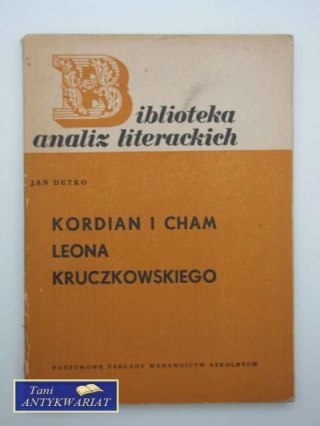 Biblioteka
analiz literackich
JAN DETKO
KORDIAN I CHAM
LEONA
KRUCZKOWSKIEGO
PAŃSTWOWE ZAKŁADY WYDAWNICTW SZKOLNYCH
Tani
ANTYKWARIAT